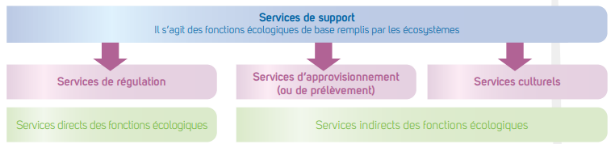 Services de support
Il s'agit des fonctions écologiques de base remplis par les écosystèmes
Services de régulation
Services d'approvisionnement
(ou de prélèvement)
Services culturels
Services directs des fonctions écologiques
Services indirects des fonctions écologiques